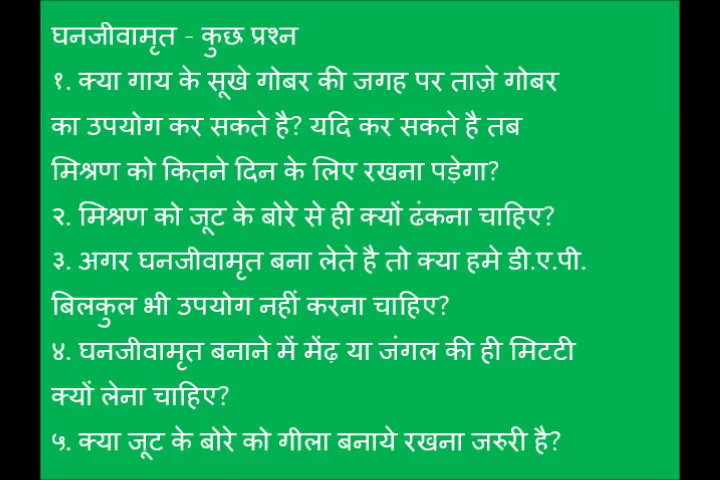 घनजीवामृत - कुछ प्रश्न
१. क्या गाय के सूखे गोबर की जगह पर ताज़े गोबर
का उपयोग कर सकते है? यदि कर सकते है तब
मिश्रण को कितने दिन के लिए रखना पड़ेगा?
२. मिश्रण को जूट के बोरे से ही क्यों ढंकना चाहिए?
३. अगर घनजीवामृत बना लेते है तो क्या हमे डी.ए.पी.
बिलकुल भी उपयोग नहीं करना चाहिए?
४. घनजीवामृत बनाने में मेंढ़ या जंगल की ही मिटटी
क्यों लेना चाहिए?
५. क्या जूट के बोरे को गीला बनाये रखना जरुरी है?